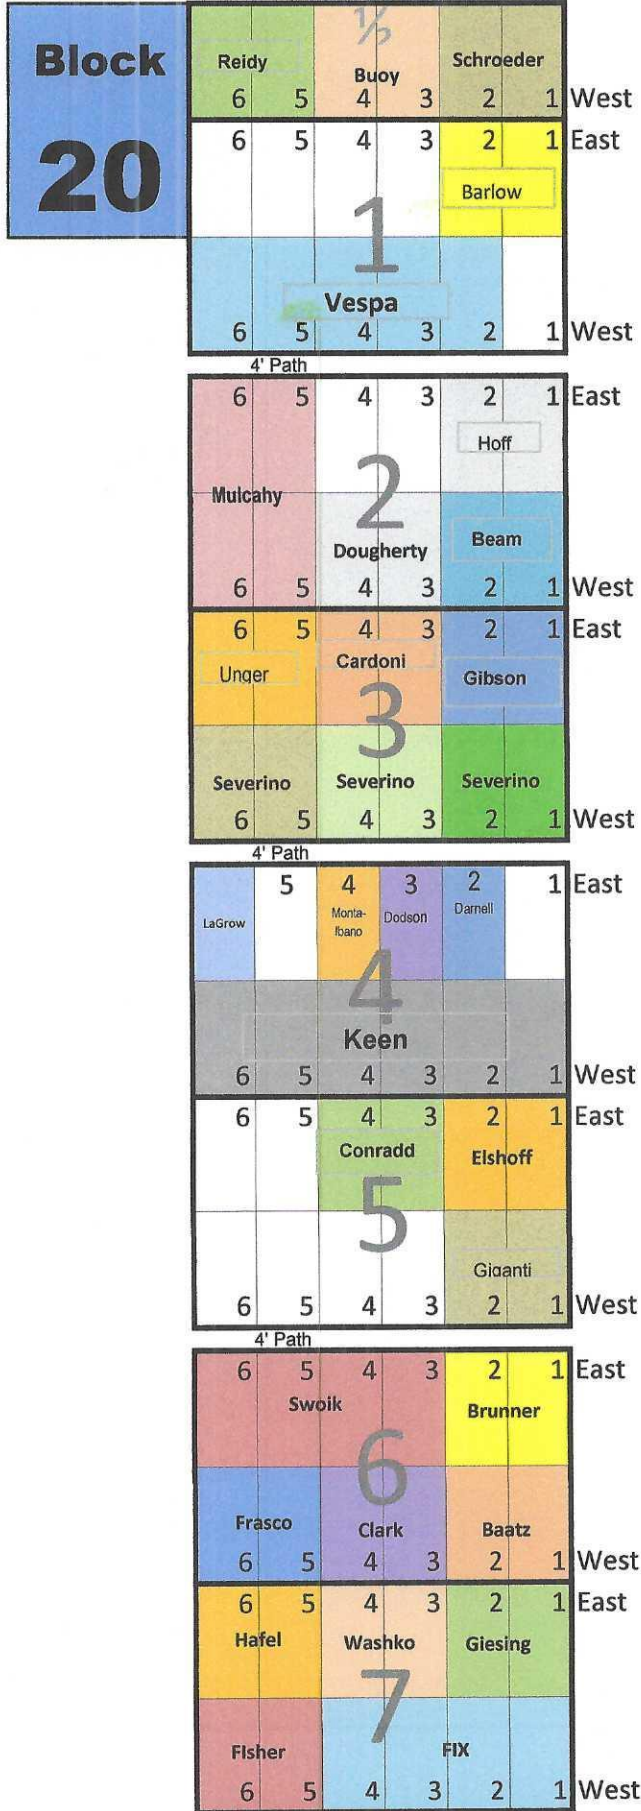 Block
20
½
Reidy Buoy Schroeder
6 5 4 3 2 1 West
6 5 4 3 2 1 East
Barlow
1
Vespa
6 5 4 3 2 1 West
4' Path
6 5 4 3 2 1 East
Hoff
2
Mulcahy
Dougherty Beam
6 5 4 3 2 1 West
6 5 4 3 2 1 East
Unger Cardoni Gibson
3
Severino Severino Severino
6 5 4 3 2 1 West
4' Path
5 4 3 2 1 East
LaGrow Monta- Dodson Darnell
lbano
4
Keen
6 5 4 3 2 1 West
6 5 4 3 2 1 East
Conradd Elshoff
5
Giganti
6 5 4 3 2 1 West
4' Path
6 5 4 3 2 1 East
Swoik Brunner
6
Frasco Clark Baatz
6 5 4 3 2 1 West
6 5 4 3 2 1 East
Hafel Washko Giesing
7
FIsher FIX
6 5 4 3 2 1 West